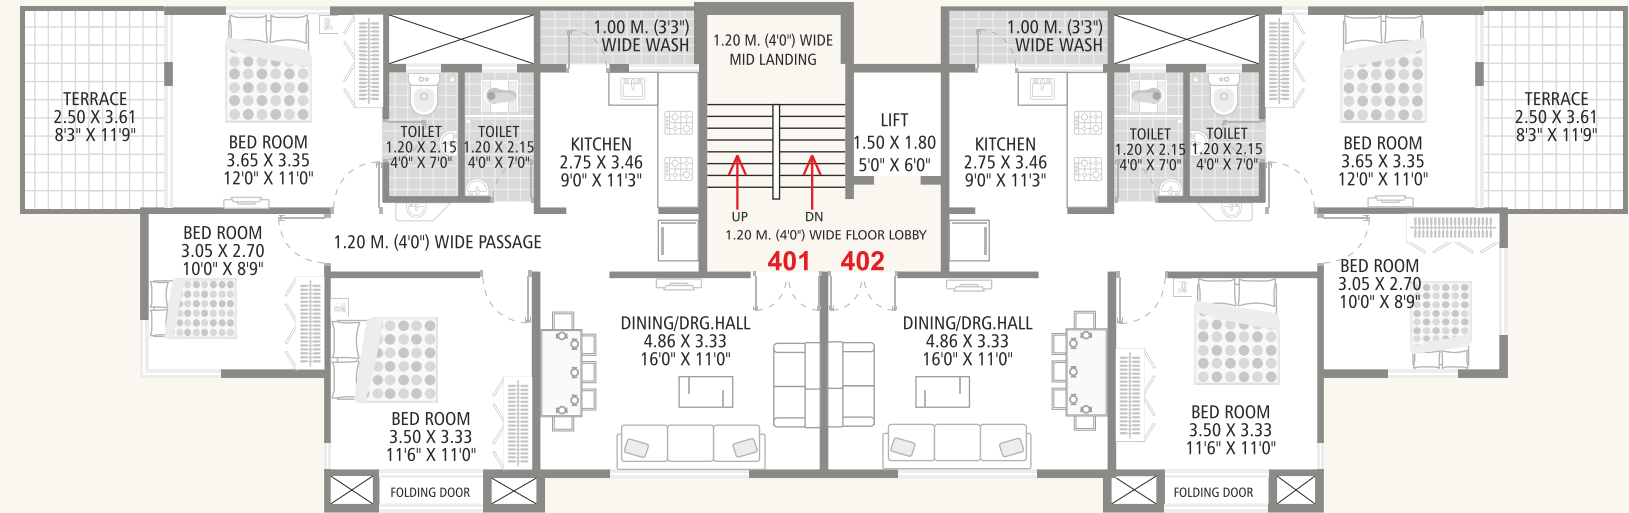 1.00 M. (3'3")
WIDE WASH
1.20 M. (4'0") WIDE
MID LANDING
1.00 M. (3'3")
WIDE WASH
TERRACE
2.50 X 3.61
8'3" X 11'9"
BED ROOM
3.65 X 3.35
12'0" X 11'0"
TOILET
1.20 X 2.15
4'0" X 7'0"
TOILET
1.20 X 2.15
4'0" X 7'0"
KITCHEN
2.75 X 3.46
9'0" X 11'3"
LIFT
1.50 X 1.80
5'0" X 6'0"
KITCHEN
2.75 X 3.46
9'0" X 11'3"
TOILET
1.20 X 2.15
4'0" X 7'0"
TOILET
1.20 X 2.15
4'0" X 7'0"
BED ROOM
3.65 X 3.35
12'0" X 11'0"
TERRACE
2.50 X 3.61
8'3" X 11'9"
UP
DN
1.20 M. (4'0") WIDE FLOOR LOBBY
401
402
BED ROOM
3.05 X 2.70
10'0" X 8'9"
1.20 M. (4'0") WIDE PASSAGE
BED ROOM
3.05 X 2.70
10'0" X 8'9"
DINING/DRG.HALL
4.86 X 3.33
16'0" X 11'0"
DINING/DRG.HALL
4.86 X 3.33
16'0" X 11'0"
BED ROOM
3.50 X 3.33
11'6" X 11'0"
BED ROOM
3.50 X 3.33
11'6" X 11'0"
FOLDING DOOR
FOLDING DOOR